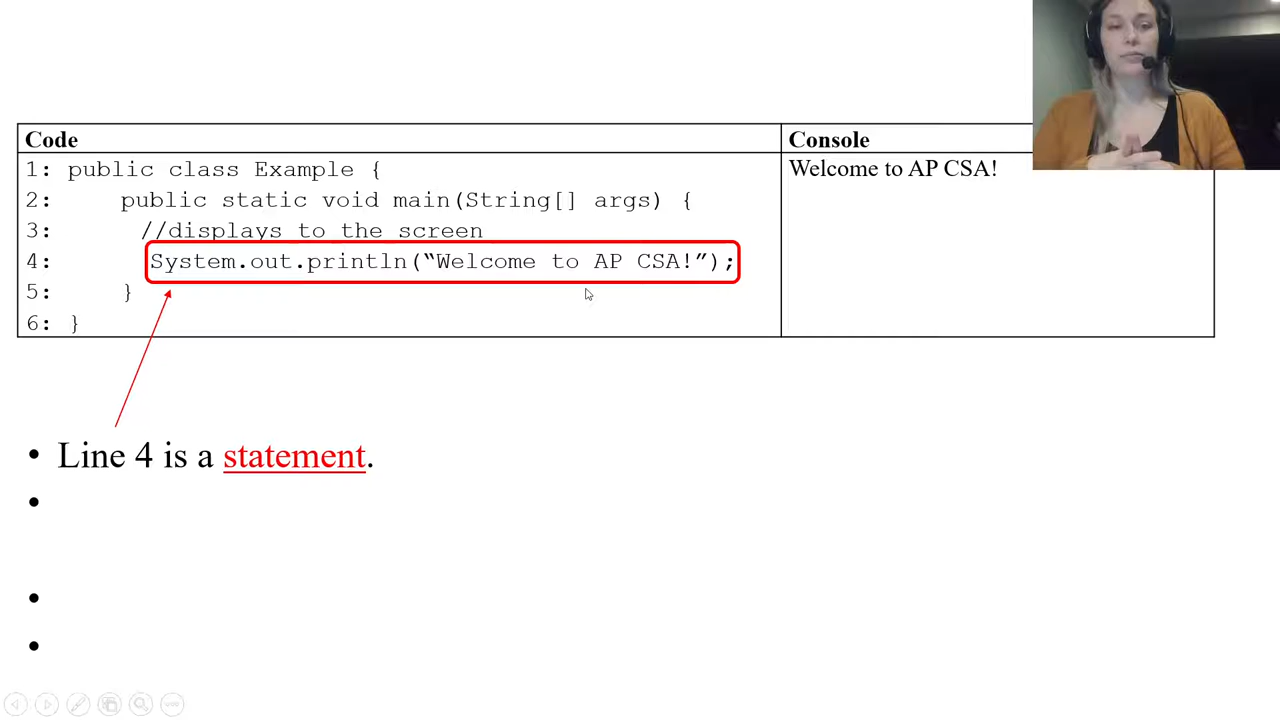 Code
Console
1: public class Example {
Welcome to AP CSA!
2: public static void main(String[] args) {
3: //displays to the screen
4: System.out.println(“Welcome to AP CSA!”);
5: }
6: }
• Line 4 is a statement.
•
•
•